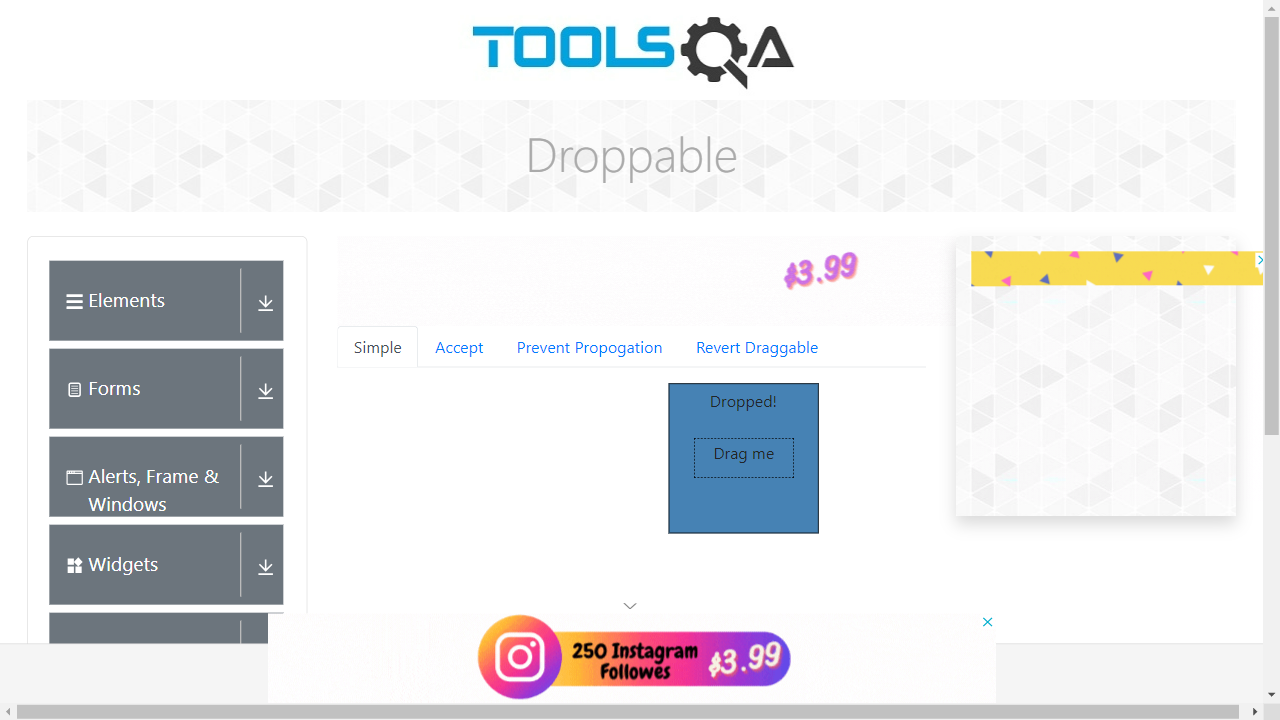 TOOLSQA
Droppable
Elements
Forms
Alerts, Frame &
Windows
Widgets
$3.99
Simple
Accept
Prevent Propogation
Revert Draggable
Dropped!
Drag me
250 Instagram
Followes
$3.99